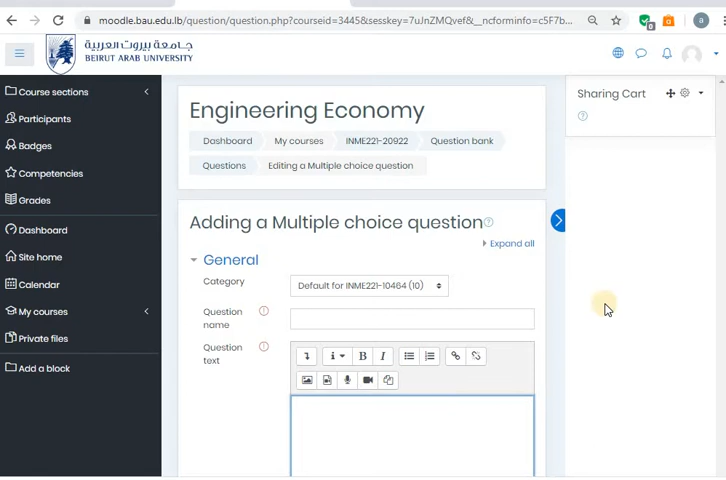 moodle.bau.edu.lb/question/question.php?courseid=3445&sesskey=7uJnZMQvef&__ncforminfo=c5F7b...
0
a
جامعة بيروت العربية
BEIRUT ARAB UNIVERSITY
Course sections
Participants
Badges
Competencies
Grades
Dashboard
Site home
Calendar
My courses
Private files
Add a block
Engineering Economy
Dashboard
My courses
INME221-20922
Question bank
Questions
Editing a Multiple choice question
Adding a Multiple choice question
Expand all
General
Category
Default for INME221-10464 (10)
Question
name
Question
text
B
I
Sharing Cart